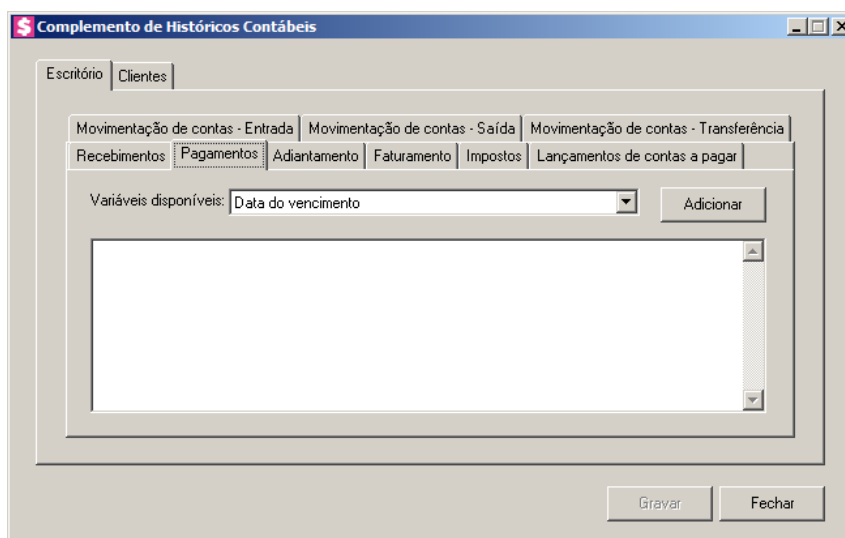 Complemento de Históricos Contábeis
Escritório Clientes
Movimentação de contas - Entrada Movimentação de contas - Saída Movimentação de contas - Transferência
Recebimentos Pagamentos Adiantamento Faturamento Impostos Lançamentos de contas a pagar
Variáveis disponíveis: Data do vencimento Adicionar
Gravar Fechar